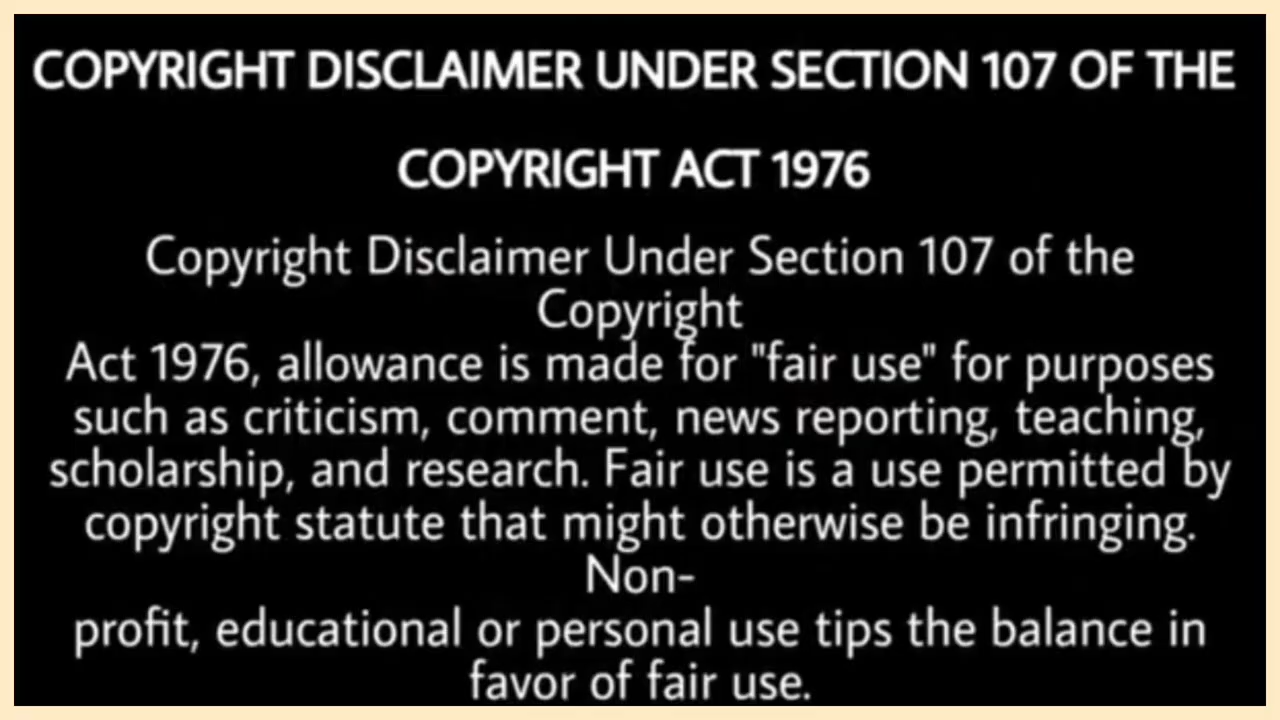 COPYRIGHT DISCLAIMER UNDER SECTION 107 OF THE
COPYRIGHT ACT 1976
Copyright Disclaimer Under Section 107 of the
Copyright
Act 1976, allowance is made for "fair use" for purposes
such as criticism, comment, news reporting, teaching,
scholarship, and research. Fair use is a use permitted by
copyright statute that might otherwise be infringing.
Non-
profit, educational or personal use tips the balance in
favor of fair use.